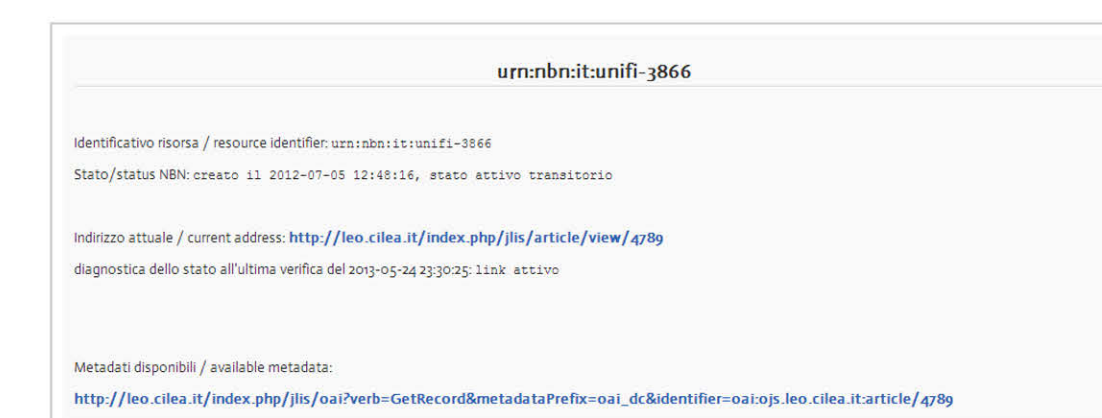 urn:nbn:it:unifi-3866
Identificativo risorsa / resource identifier: urn:nbn:it:unifi-3866
Stato/status NBN: creato il 2012-07-05 12:48:16, stato attivo transitorio
Indirizzo attuale / current address: http://leo.cilea.it/index.php/jlis/article/view/4789
diagnostica dello stato all'ultima verifica del 2013-05-24 23:30:25: link attivo
Metadati disponibili / available metadata:
http://leo.cilea.it/index.php/jlis/oai?verb=GetRecord&metadataPrefix=oai_dc&identifier=oai:ojs.leo.cilea.it:article/4789